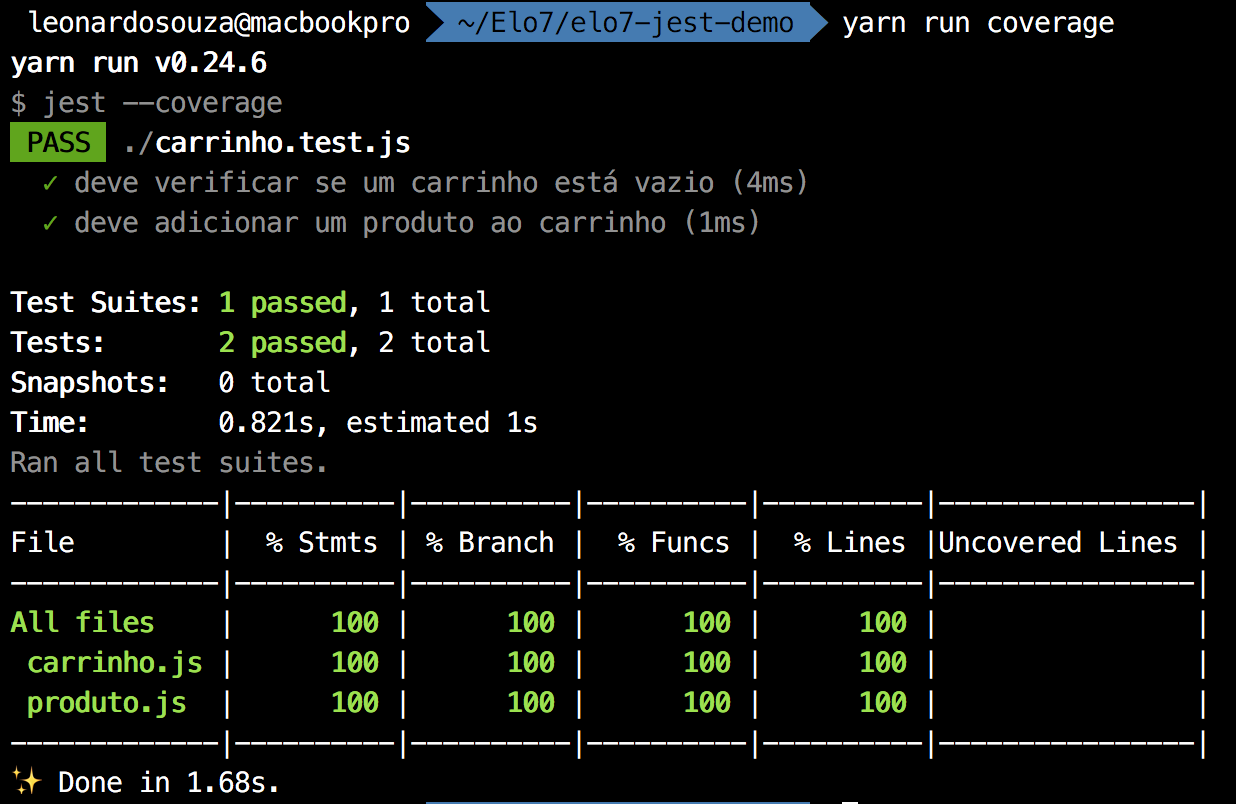 leonardosouza@macbookpro ~/Elo7/elo7-jest-demo yarn run coverage
yarn run v0.24.6
$ jest --coverage
PASS ./carrinho.test.js
✓ deve verificar se um carrinho está vazio (4ms)
✓ deve adicionar um produto ao carrinho (1ms)
Test Suites: 1 passed, 1 total
Tests: 2 passed, 2 total
Snapshots: 0 total
Time: 0.821s, estimated 1s
Ran all test suites.
-------------|----------|----------|----------|----------|----------------|
File | % Stmts | % Branch | % Funcs | % Lines |Uncovered Lines |
-------------|----------|----------|----------|----------|----------------|
All files | 100 | 100 | 100 | 100 | |
carrinho.js | 100 | 100 | 100 | 100 | |
produto.js | 100 | 100 | 100 | 100 | |
-------------|----------|----------|----------|----------|----------------|
✨ Done in 1.68s.